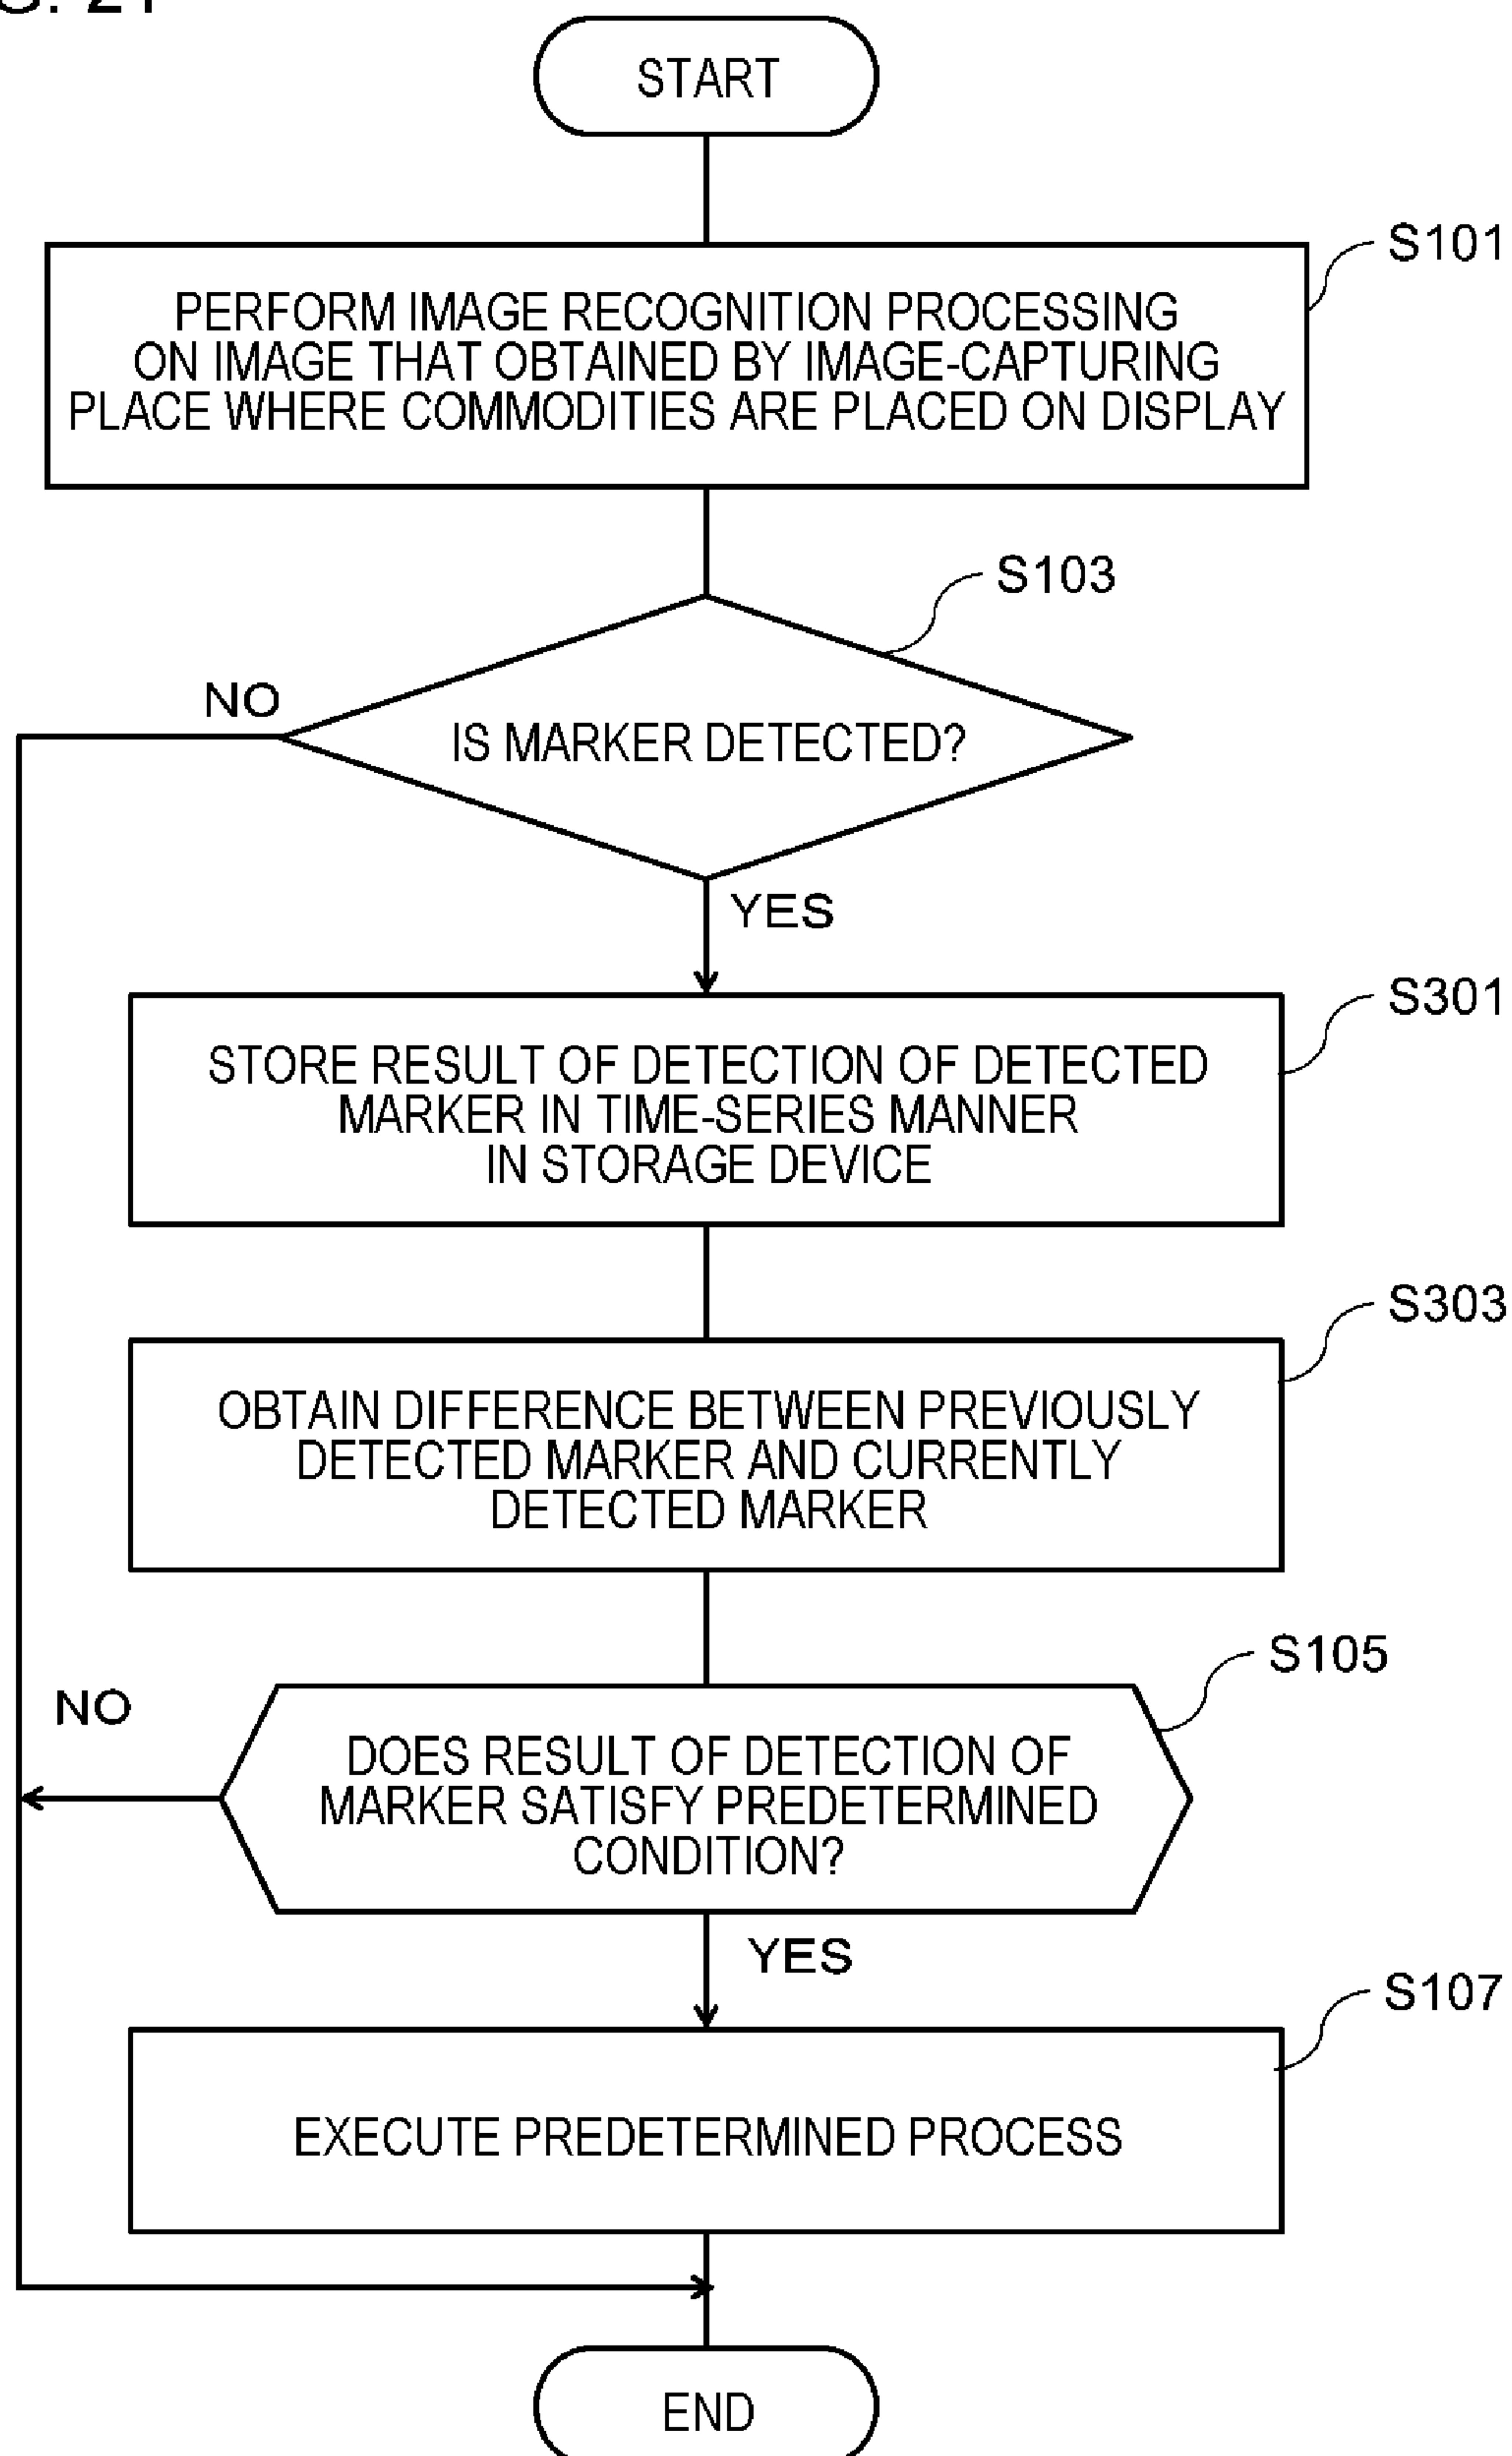 START
S101
PERFORM IMAGE RECOGNITION PROCESSING
ON IMAGE THAT OBTAINED BY IMAGE-CAPTURING
PLACE WHERE COMMODITIES ARE PLACED ON DISPLAY
S103
NO
IS MARKER DETECTED?
YES
S301
STORE RESULT OF DETECTION OF DETECTED
MARKER IN TIME-SERIES MANNER
IN STORAGE DEVICE
S303
OBTAIN DIFFERENCE BETWEEN PREVIOUSLY
DETECTED MARKER AND CURRENTLY
DETECTED MARKER
S105
NO
DOES RESULT OF DETECTION OF
MARKER SATISFY PREDETERMINED
CONDITION?
YES
S107
EXECUTE PREDETERMINED PROCESS
END